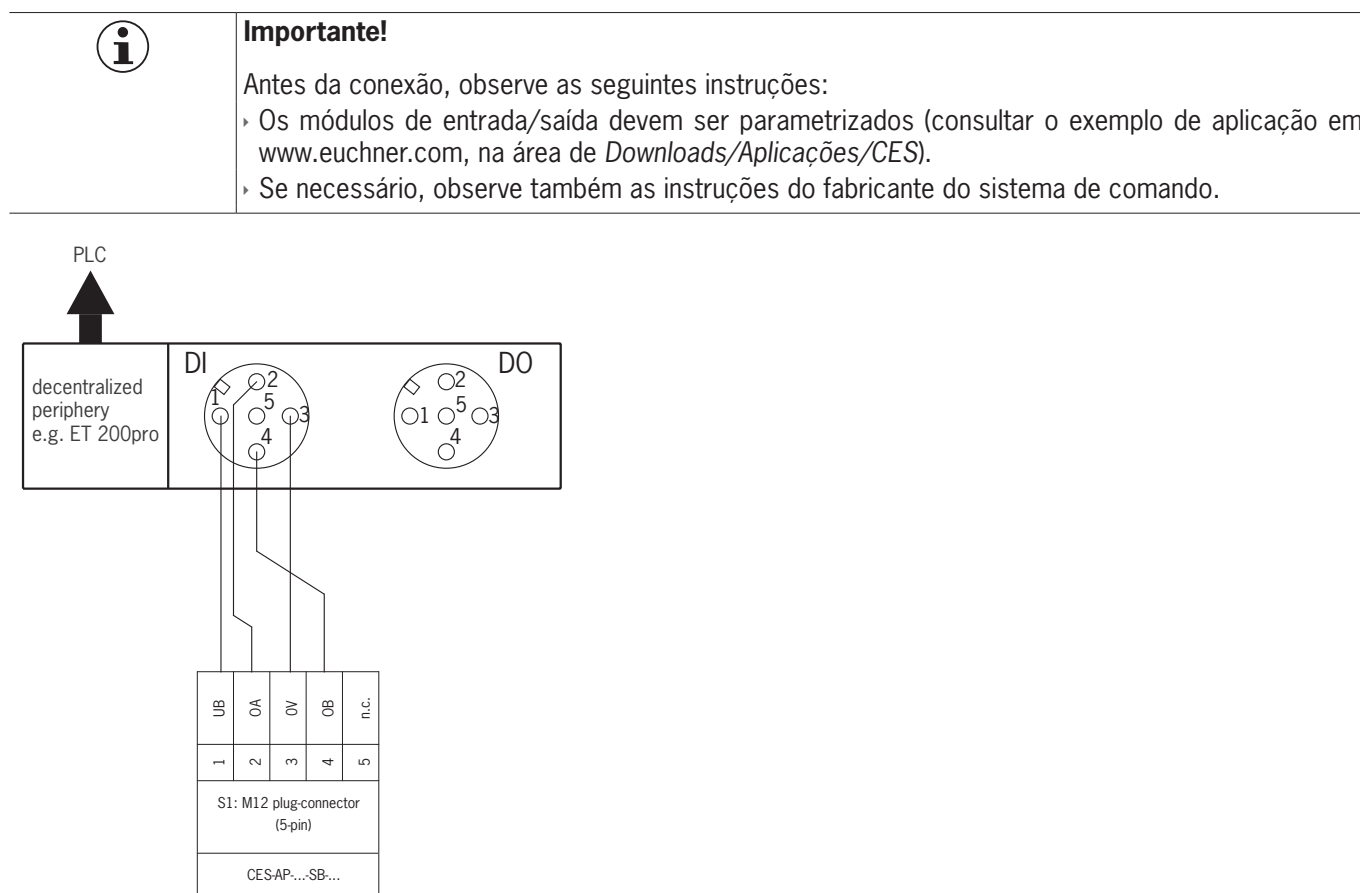 Importante!
Antes da conexão, observe as seguintes instruções:
‣ Os módulos de entrada/saída devem ser parametrizados (consultar o exemplo de aplicação em
www.euchner.com, na área de Downloads/Aplicações/CES).
‣ Se necessário, observe também as instruções do fabricante do sistema de comando.
PLC
decentralized
periphery
e.g. ET 200pro
DI
1
2
5
3
4
DO
2
1
5
3
4
UB
OA
0V
OB
n.c.
1
2
3
4
5
S1: M12 plug-connector
(5-pin)
CES-AP-...-SB-...